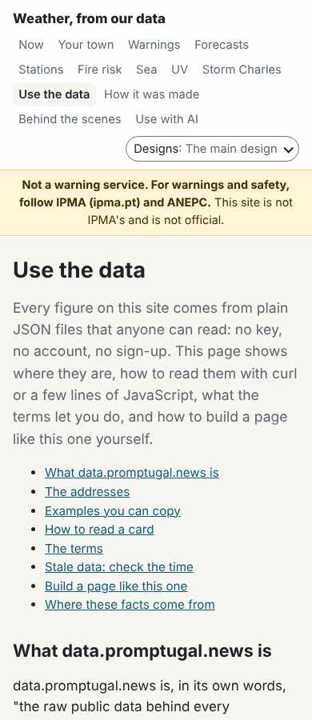 Weather, from our data
Now Your town Warnings Forecasts
Stations Fire risk Sea UV Storm Charles
Use the data How it was made
Behind the scenes Use with AI
Designs: The main design
Not a warning service. For warnings and safety,
follow IPMA (ipma.pt) and ANEPC. This site is not
IPMA's and is not official.
Use the data
Every figure on this site comes from plain
JSON files that anyone can read: no key,
no account, no sign-up. This page shows
where they are, how to read them with curl
or a few lines of JavaScript, what the
terms let you do, and how to build a page
like this one yourself.
What data.promptugal.news is
The addresses
Examples you can copy
How to read a card
The terms
Stale data: check the time
Build a page like this one
Where these facts come from
What data.promptugal.news is
data.promptugal.news is, in its own words,
"the raw public data behind every